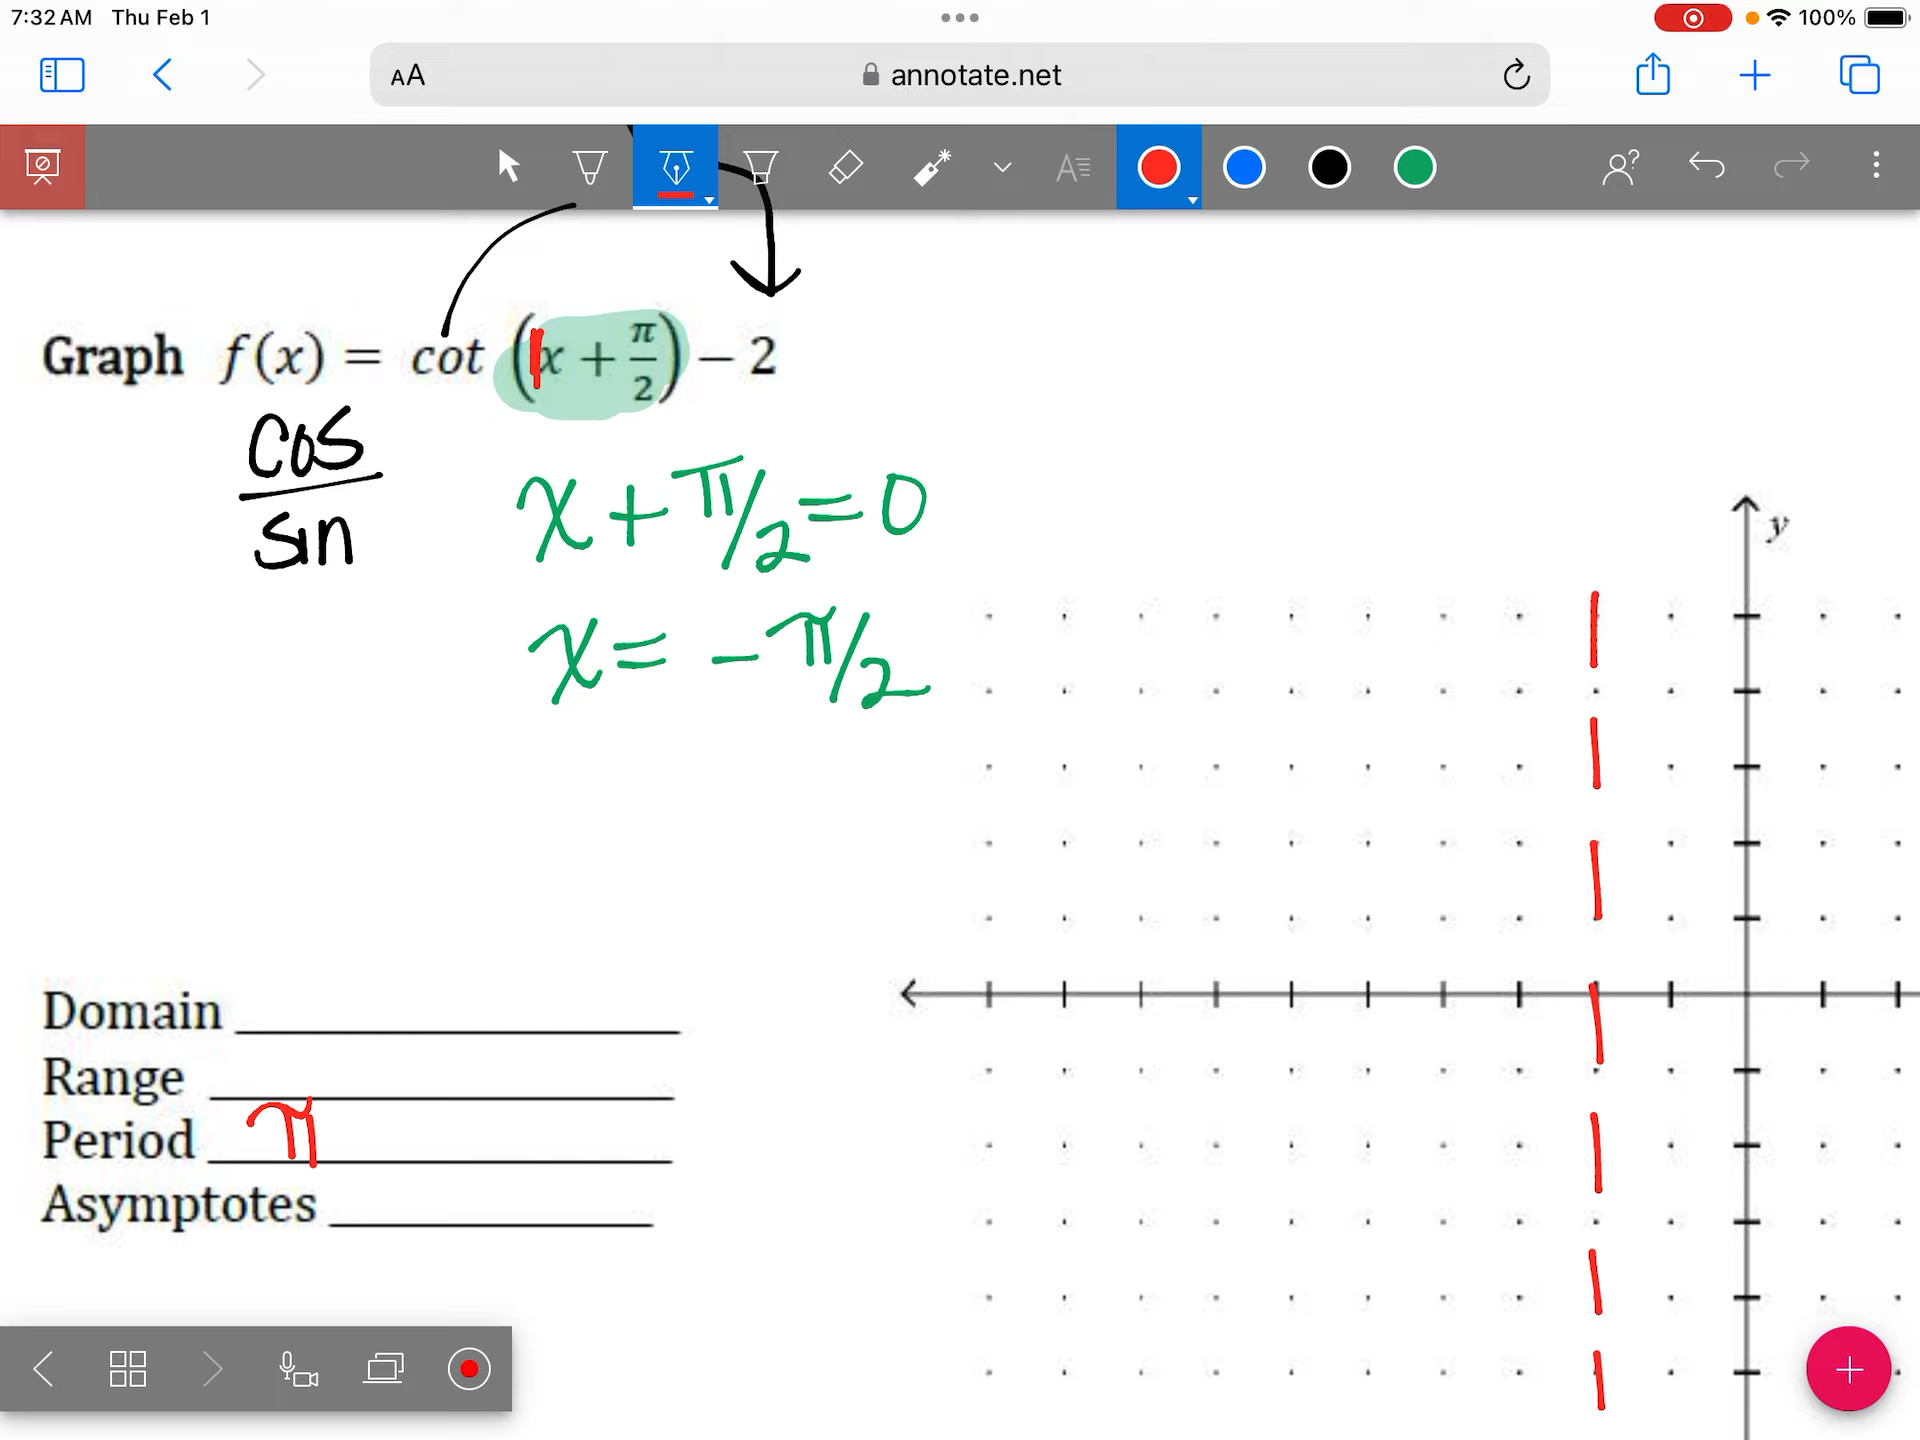 7:32 AM Thu Feb 1
100%
AA
annotate.net
Graph f(x) = cot (1x + π/2) − 2
cos/sin
x + π/2 = 0
x = - π/2
y
Domain
Range
Period π
Asymptotes